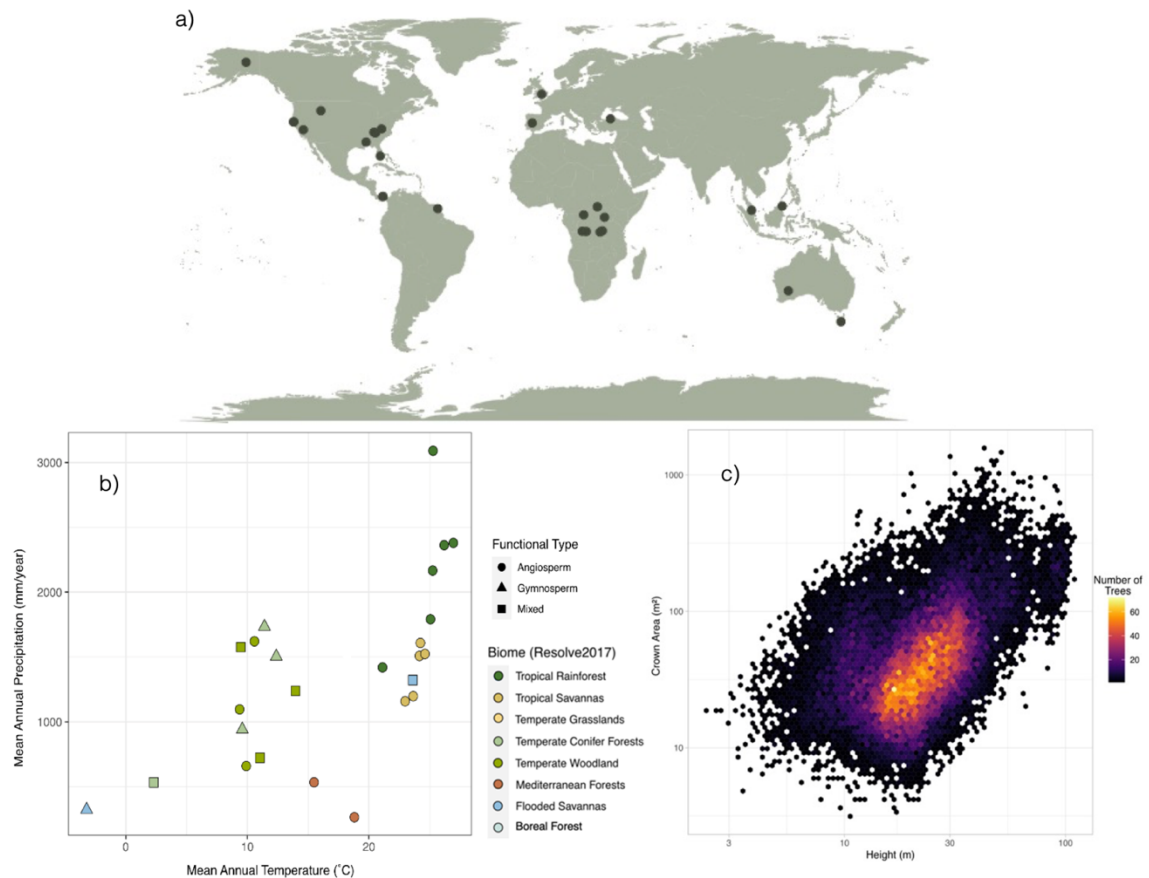 a)
b)
3000
2000
1000
0
10
20
Mean Annual Precipitation (mm/year)
Mean Annual Temperature (˚C)
Functional Type
Angiosperm
Gymnosperm
Mixed
Biome (Resolve2017)
Tropical Rainforest
Tropical Savannas
Temperate Grasslands
Temperate Conifer Forests
Temperate Woodland
Mediterranean Forests
Flooded Savannas
Boreal Forest
c)
1000
100
10
3
10
30
100
Crown Area (m²)
Height (m)
Number of
Trees
60
40
20